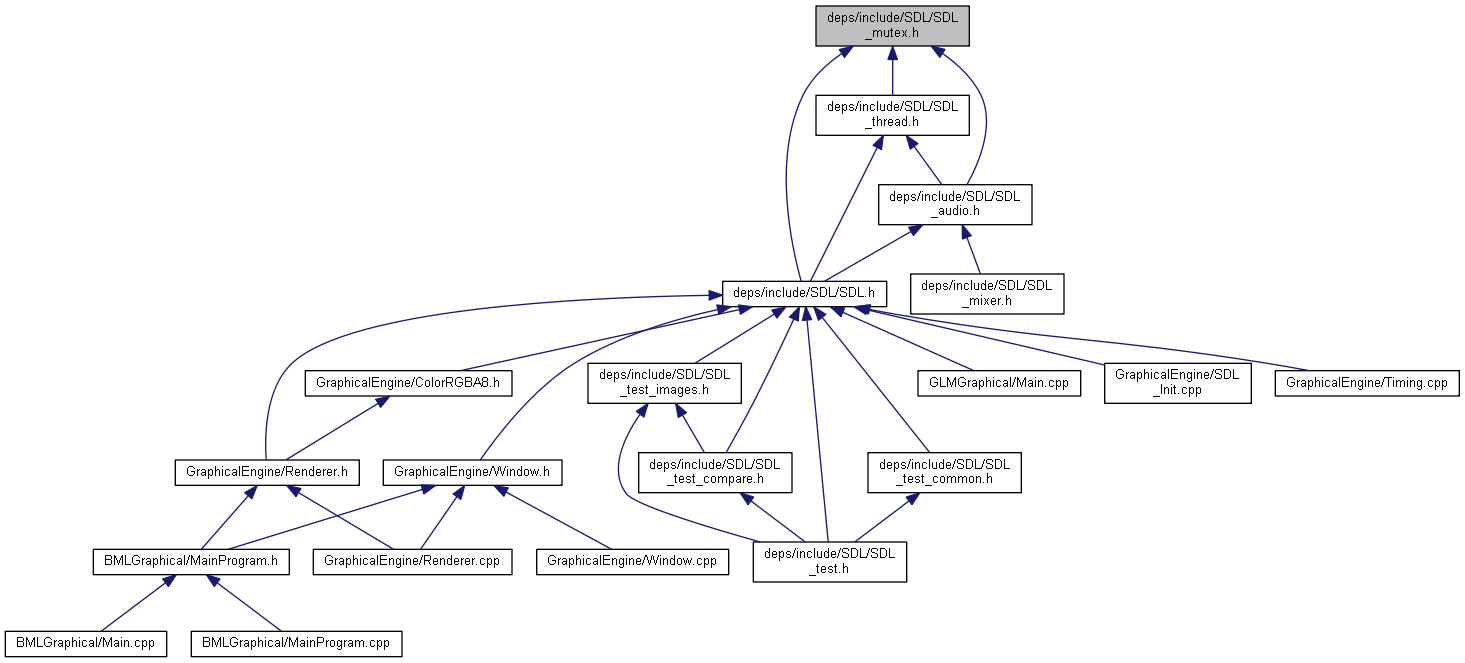 deps/include/SDL/SDL
_mutex.h
deps/include/SDL/SDL
_thread.h
deps/include/SDL/SDL
_audio.h
deps/include/SDL/SDL.h
deps/include/SDL/SDL
_mixer.h
GraphicalEngine/ColorRGBA8.h
deps/include/SDL/SDL
_test_images.h
GLMGraphical/Main.cpp
GraphicalEngine/SDL
_Init.cpp
GraphicalEngine/Timing.cpp
GraphicalEngine/Renderer.h
GraphicalEngine/Window.h
deps/include/SDL/SDL
_test_compare.h
deps/include/SDL/SDL
_test_common.h
BMLGraphical/MainProgram.h
GraphicalEngine/Renderer.cpp
GraphicalEngine/Window.cpp
deps/include/SDL/SDL
_test.h
BMLGraphical/Main.cpp
BMLGraphical/MainProgram.cpp